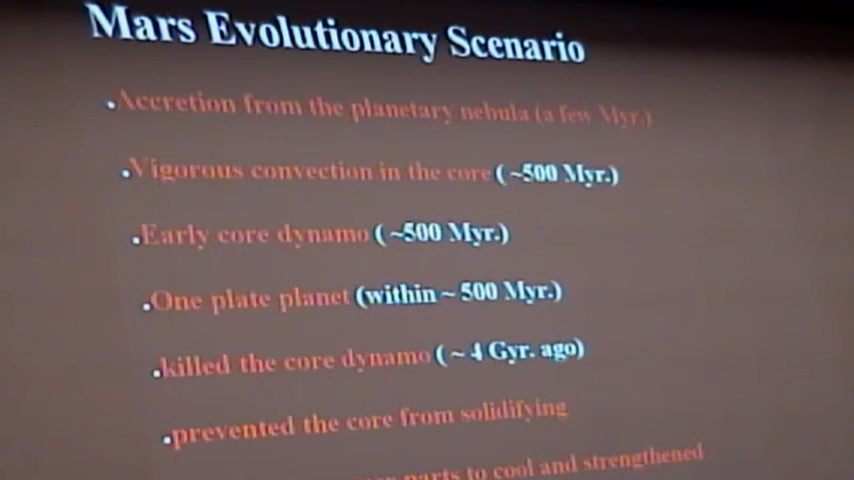 Mars Evolutionary Scenario
•Accretion from the planetary nebula (a few Myr.)
•Vigorous convection in the core ( ~500 Myr.)
•Early core dynamo ( ~500 Myr.)
•One plate planet (within ~ 500 Myr.)
•killed the core dynamo ( ~ 4 Gyr. ago)
•prevented the core from solidifying
parts to cool and strengthened